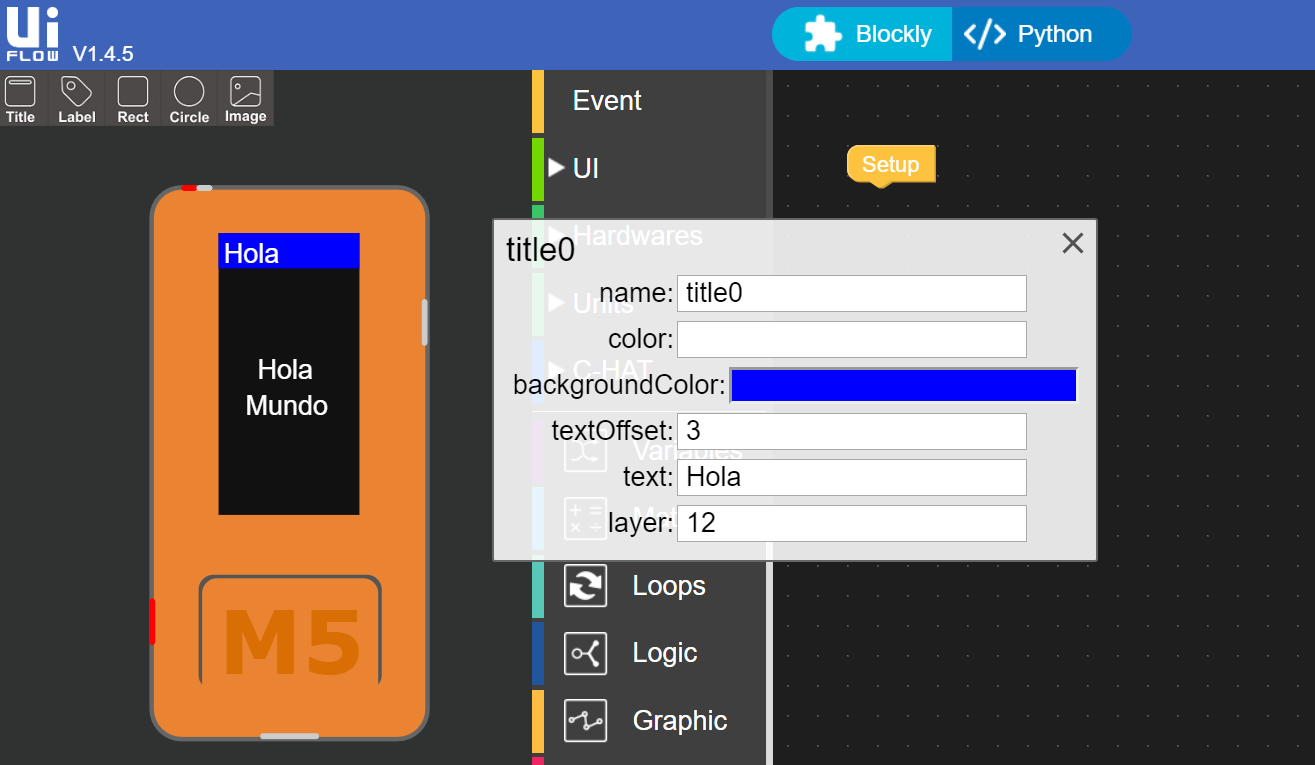 Ui
FLOW V1.4.5
Blockly
Python
Title
Label
Rect
Circle
Image
Hola
Hola
Mundo
M5
Event
UI
Hardwares
Units
C-HAT
Variables
Mat
Loops
Logic
Graphic
Setup
title0
name: title0
color:
backgroundColor:
textOffset: 3
text: Hola
layer: 12